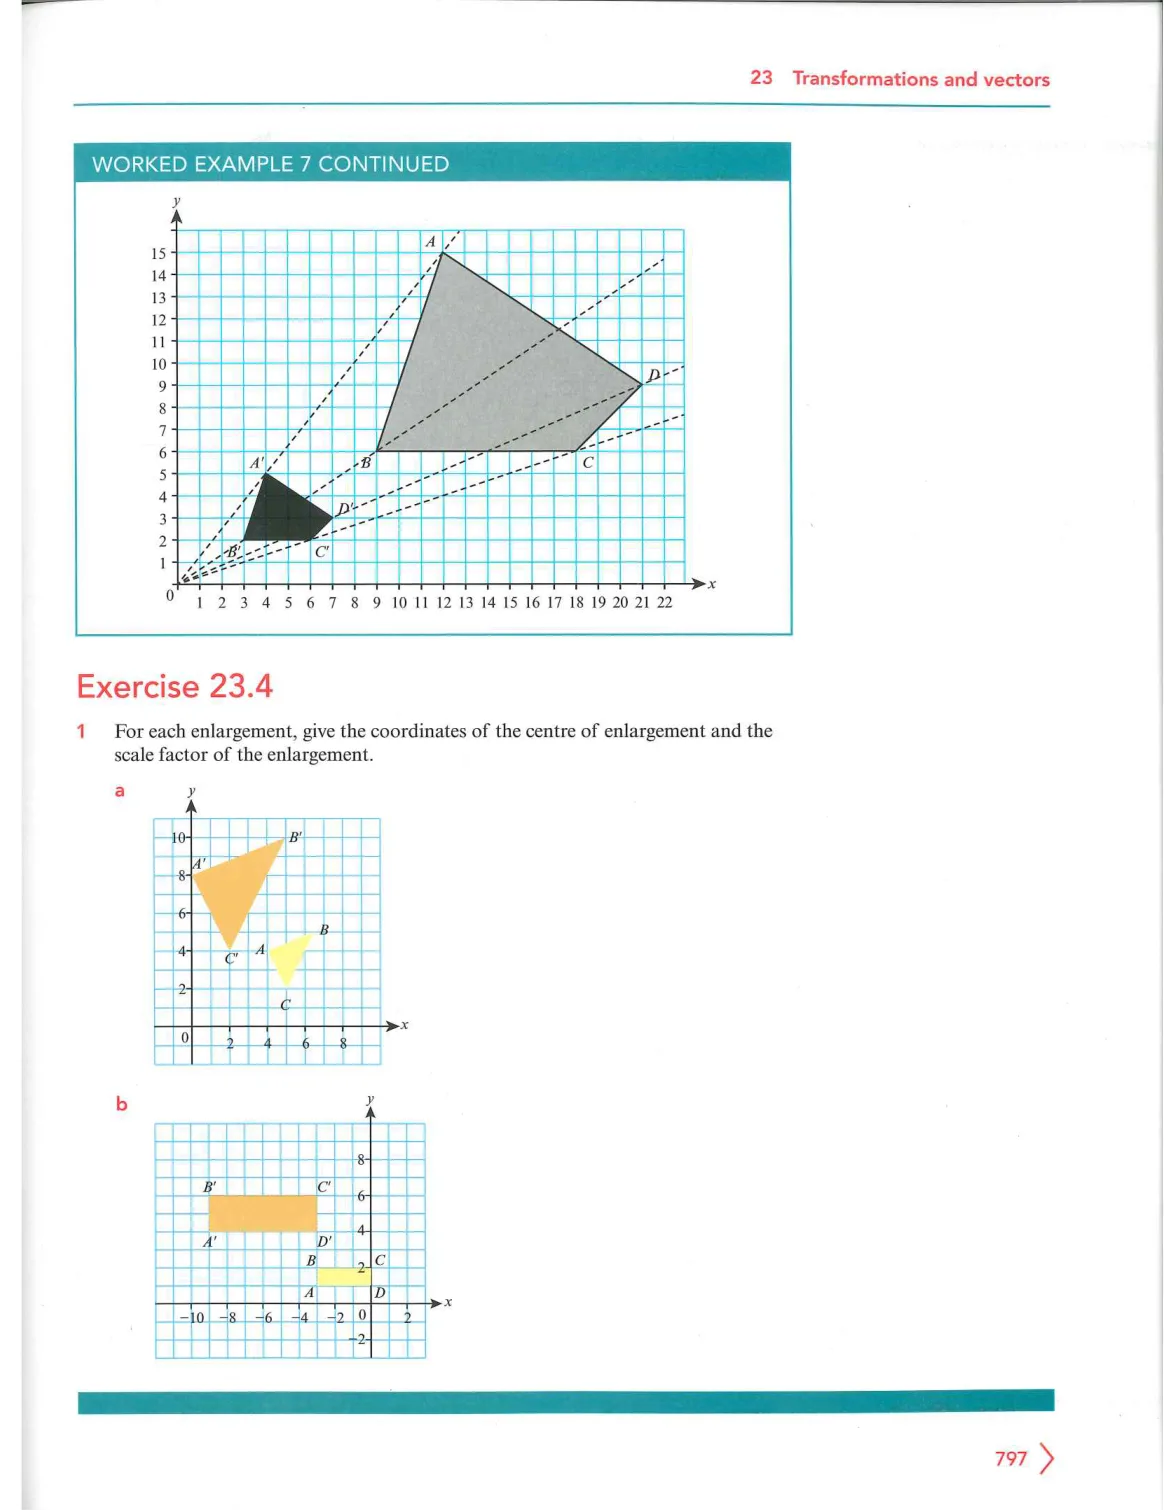 23 Transformations and vectors
WORKED EXAMPLE 7 CONTINUED
y
15
14
13
12
11
10
9
8
7
6
5
4
3
2
1
A
D
B
C
A'
D'
B'
C'
x
0 1 2 3 4 5 6 7 8 9 10 11 12 13 14 15 16 17 18 19 20 21 22
Exercise 23.4
1 For each enlargement, give the coordinates of the centre of enlargement and the
scale factor of the enlargement.
a
y
10
B'
A'
8
6
B
4
C'
A
2
C
x
0 2 4 6 8
b
y
8
B' C'
6
4
A' D'
B 2 C
A D
x
−10 −8 −6 −4 −2 0 2
−2
797